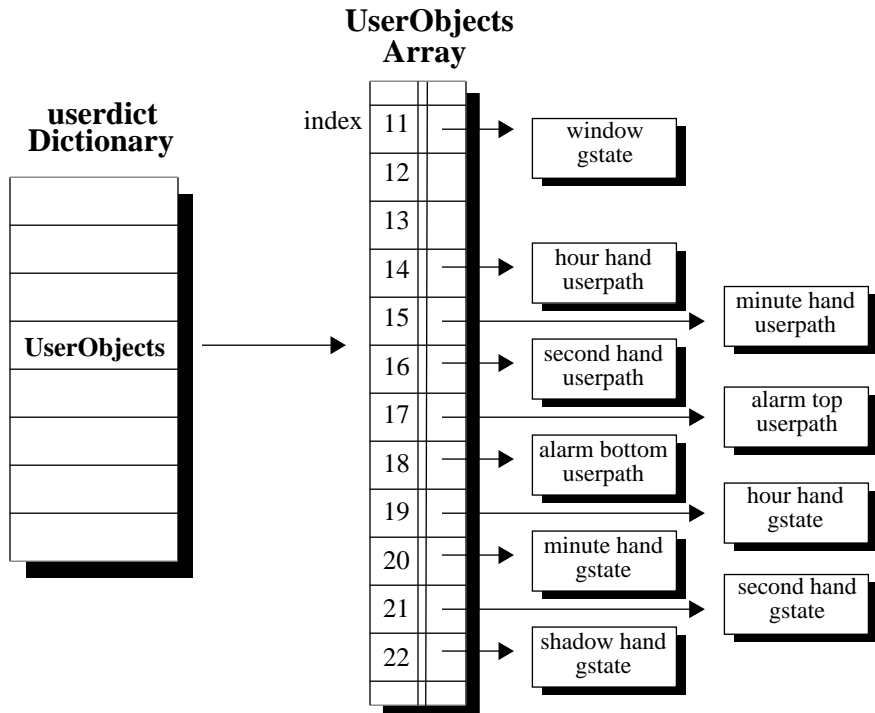 UserObjects
Array
userdict
Dictionary
index
11
window
gstate
12
13
14
hour hand
userpath
15
minute hand
userpath
UserObjects
16
second hand
userpath
17
alarm top
userpath
18
alarm bottom
userpath
19
hour hand
gstate
20
minute hand
gstate
21
second hand
gstate
22
shadow hand
gstate